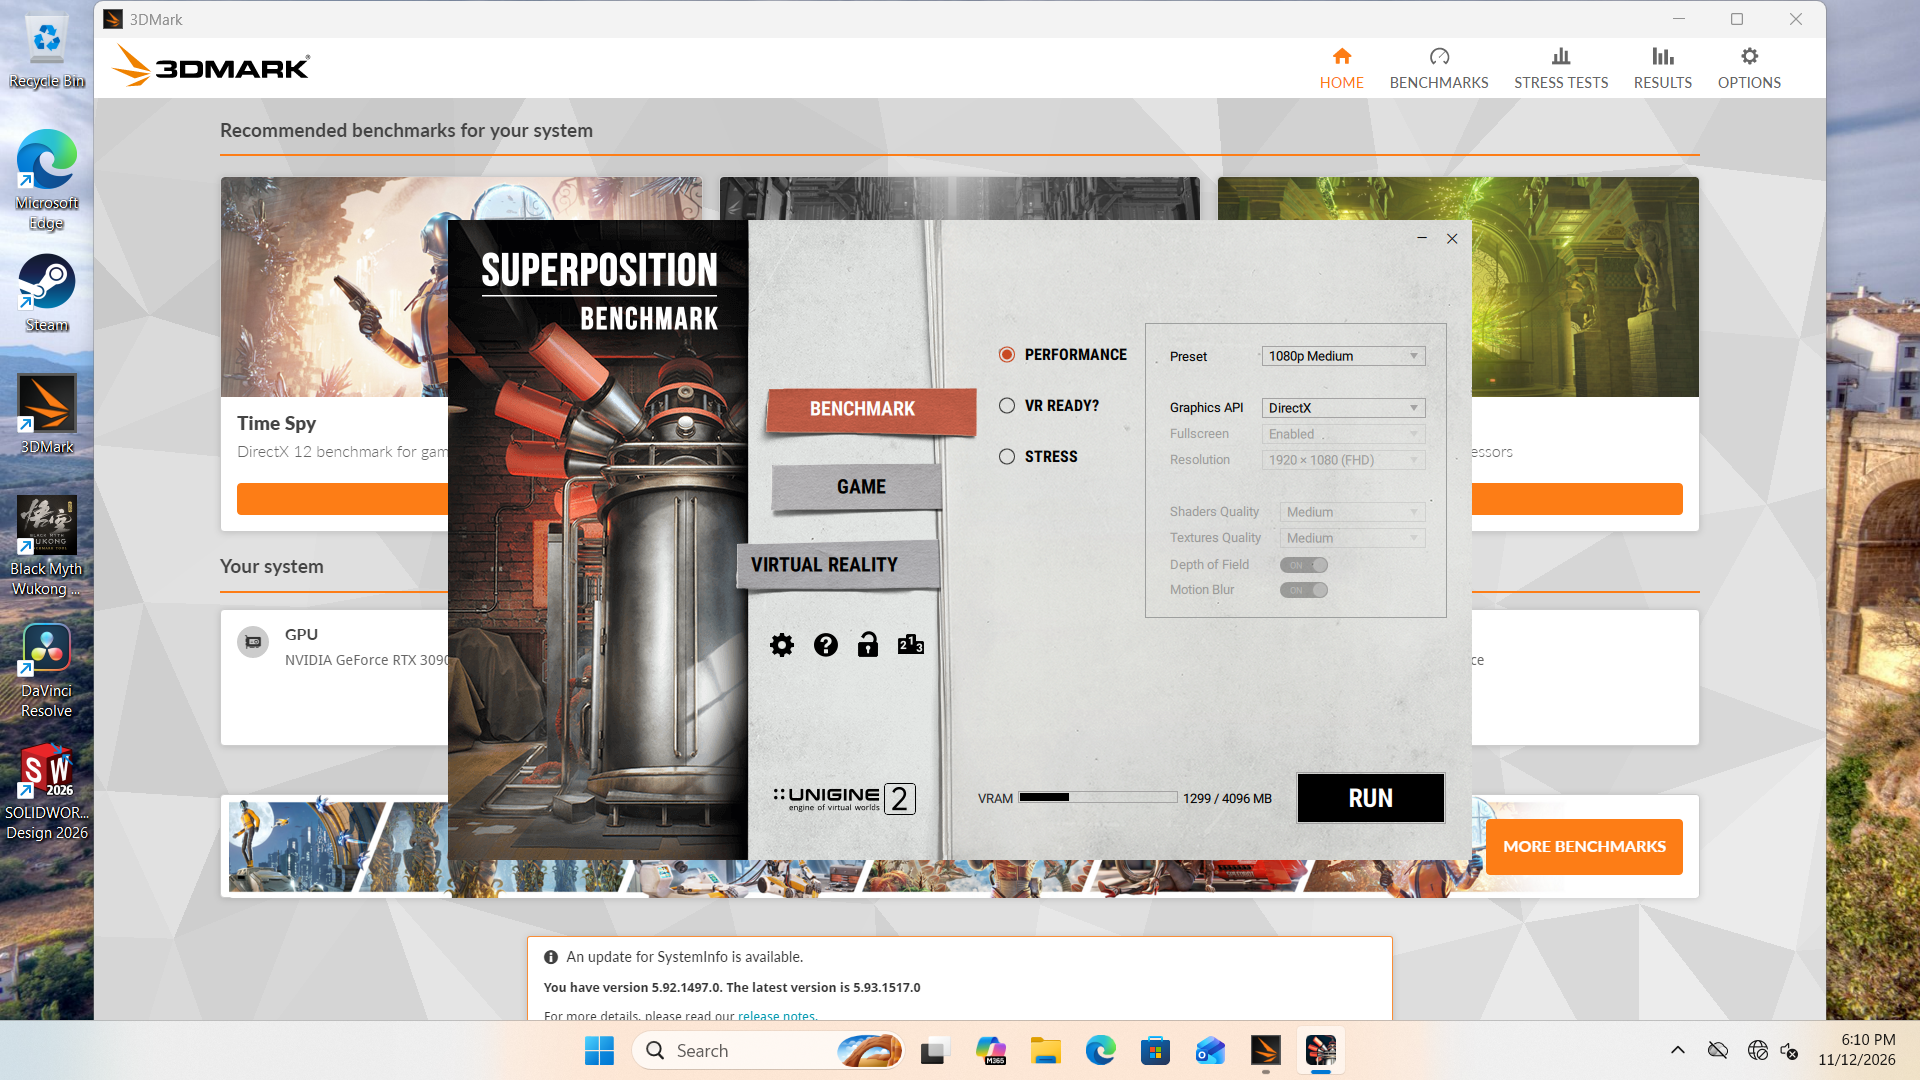 Recycle Bin
Microsoft
Edge
Steam
3DMark
Black Myth
Wukong ...
DaVinci
Resolve
SOLIDWOR...
Design 2026
3DMark
3DMARK
HOME
BENCHMARKS
STRESS TESTS
RESULTS
OPTIONS
Recommended benchmarks for your system
Time Spy
DirectX 12 benchmark for gam
essors
Your system
GPU
NVIDIA GeForce RTX 3090
ce
SUPERPOSITION
BENCHMARK
BENCHMARK
GAME
VIRTUAL REALITY
PERFORMANCE
VR READY?
STRESS
Preset 1080p Medium
Graphics API DirectX
Fullscreen Enabled
Resolution 1920 × 1080 (FHD)
Shaders Quality Medium
Textures Quality Medium
Depth of Field ON
Motion Blur ON
UNIGINE 2
engine of virtual worlds
VRAM 1299 / 4096 MB
RUN
MORE BENCHMARKS
An update for SystemInfo is available.
You have version 5.92.1497.0. The latest version is 5.93.1517.0
For more details, please read our release notes.
Search
M365
6:10 PM
11/12/2026